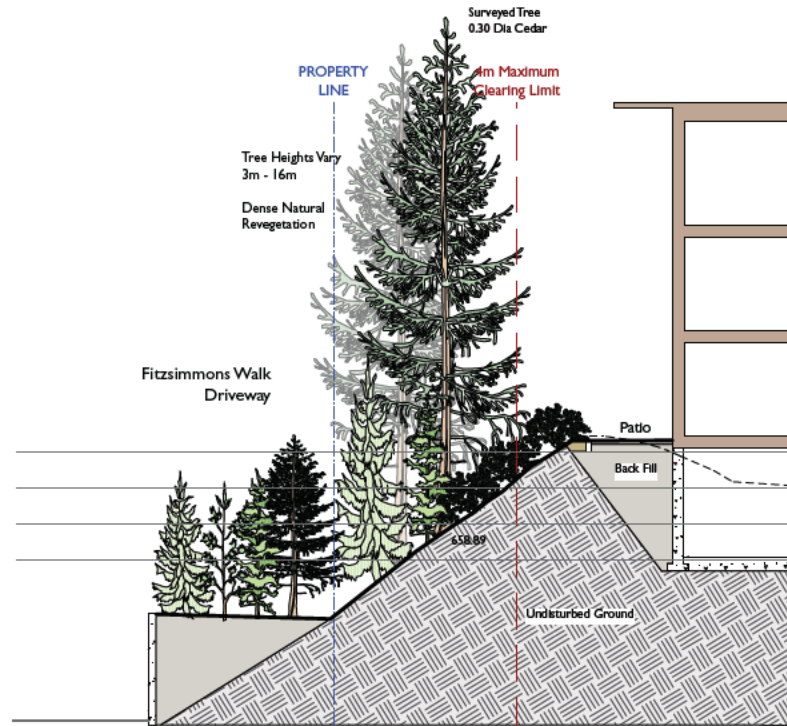 Surveyed Tree
0.30 Dia Cedar
PROPERTY
LINE
4m Maximum
Clearing Limit
Tree Heights Vary
3m - 16m
Dense Natural
Revegetation
Fitzsimmons Walk
Driveway
Patio
Back Fill
658.89
Undisturbed Ground